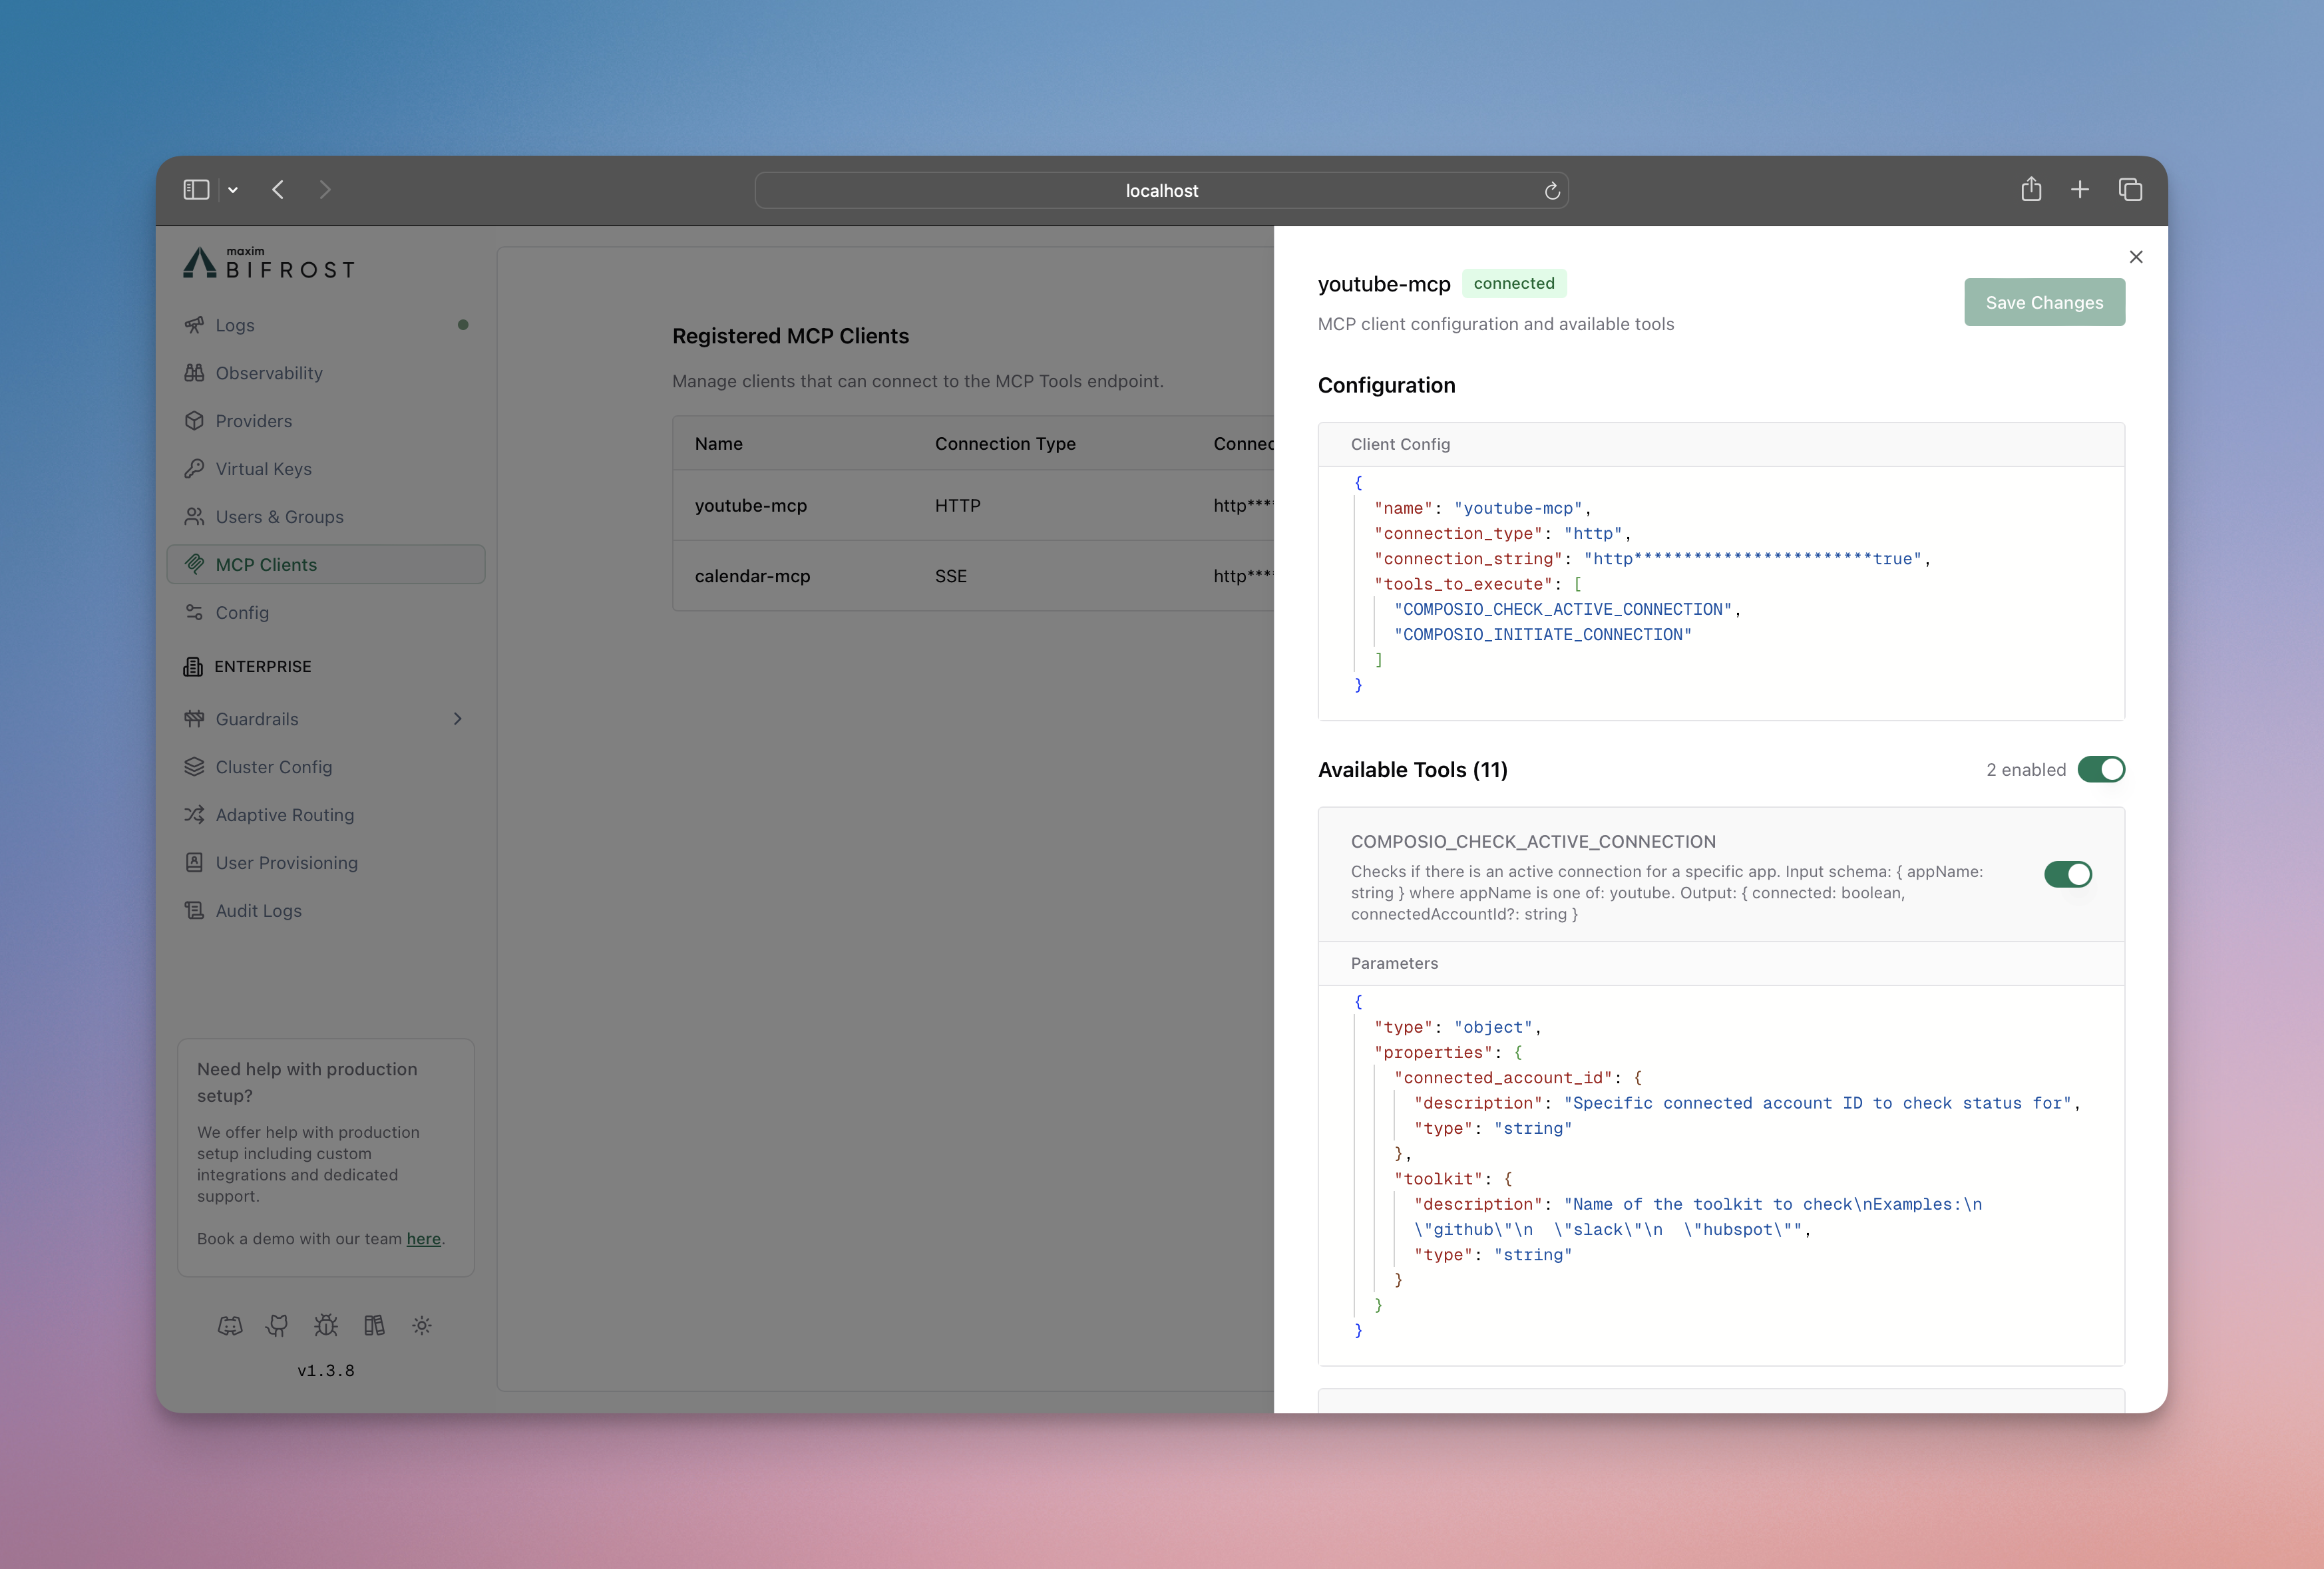 localhost
maxim
BIFROST
Logs
Observability
Providers
Virtual Keys
Users & Groups
MCP Clients
Config
ENTERPRISE
Guardrails
Cluster Config
Adaptive Routing
User Provisioning
Audit Logs
Need help with production
setup?
We offer help with production
setup including custom
integrations and dedicated
support.
Book a demo with our team here.
v1.3.8
Registered MCP Clients
Manage clients that can connect to the MCP Tools endpoint.
Name Connection Type Connec
youtube-mcp HTTP http****
calendar-mcp SSE http****
youtube-mcp connected
MCP client configuration and available tools
Save Changes
Configuration
Client Config
{
"name": "youtube-mcp",
"connection_type": "http",
"connection_string": "http************************true",
"tools_to_execute": [
"COMPOSIO_CHECK_ACTIVE_CONNECTION",
"COMPOSIO_INITIATE_CONNECTION"
]
}
Available Tools (11)
2 enabled
COMPOSIO_CHECK_ACTIVE_CONNECTION
Checks if there is an active connection for a specific app. Input schema: { appName:
string } where appName is one of: youtube. Output: { connected: boolean,
connectedAccountId?: string }
Parameters
{
"type": "object",
"properties": {
"connected_account_id": {
"description": "Specific connected account ID to check status for",
"type": "string"
},
"toolkit": {
"description": "Name of the toolkit to check\nExamples:\n
\"github\"\n  \"slack\"\n  \"hubspot\"",
"type": "string"
}
}
}